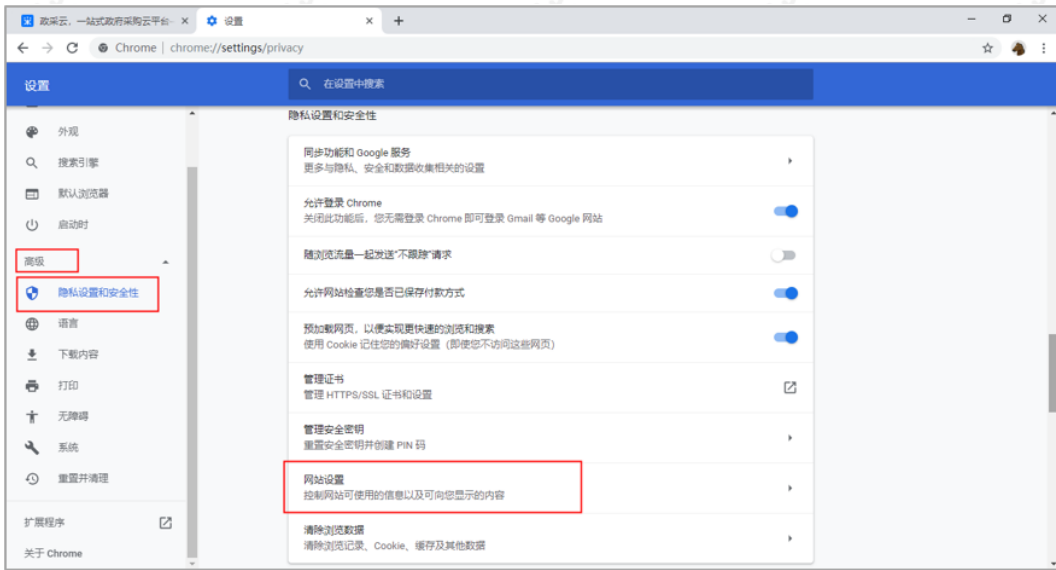 政采云，一站式政府采购云平台-
设置
Chrome | chrome://settings/privacy
设置
在设置中搜索
外观
搜索引擎
默认浏览器
启动时
高级
隐私设置和安全性
语言
下载内容
打印
无障碍
系统
重置并清理
扩展程序
关于 Chrome
隐私设置和安全性
同步功能和 Google 服务
更多与隐私、安全和数据收集相关的设置
允许登录 Chrome
关闭此功能后，您无需登录 Chrome 即可登录 Gmail 等 Google 网站
随浏览流量一起发送“不跟踪”请求
允许网站检查您是否已保存付款方式
预加载网页，以便实现更快速的浏览和搜索
使用 Cookie 记住您的偏好设置（即使您不访问这些网页）
管理证书
管理 HTTPS/SSL 证书和设置
管理安全密钥
重置安全密钥并创建 PIN 码
网站设置
控制网站可使用的信息以及可向您显示的内容
清除浏览数据
清除浏览记录、Cookie、缓存及其他数据